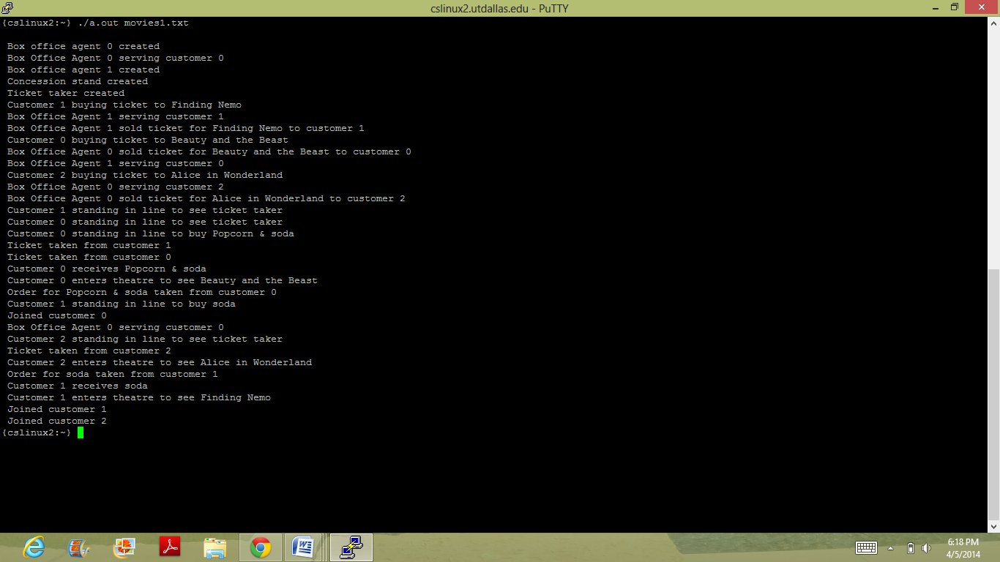 cslinux2.utdallas.edu - PuTTY
{cslinux2:~} ./a.out movies1.txt
Box office agent 0 created
Box Office Agent 0 serving customer 0
Box office agent 1 created
Concession stand created
Ticket taker created
Customer 1 buying ticket to Finding Nemo
Box Office Agent 1 serving customer 1
Box Office Agent 1 sold ticket for Finding Nemo to customer 1
Customer 0 buying ticket to Beauty and the Beast
Box Office Agent 0 sold ticket for Beauty and the Beast to customer 0
Box Office Agent 1 serving customer 0
Customer 2 buying ticket to Alice in Wonderland
Box Office Agent 0 serving customer 2
Box Office Agent 0 sold ticket for Alice in Wonderland to customer 2
Customer 1 standing in line to see ticket taker
Customer 0 standing in line to see ticket taker
Customer 0 standing in line to buy Popcorn & soda
Ticket taken from customer 1
Ticket taken from customer 0
Customer 0 receives Popcorn & soda
Customer 0 enters theatre to see Beauty and the Beast
Order for Popcorn & soda taken from customer 0
Customer 1 standing in line to buy soda
Joined customer 0
Box Office Agent 0 serving customer 0
Customer 2 standing in line to see ticket taker
Ticket taken from customer 2
Customer 2 enters theatre to see Alice in Wonderland
Order for soda taken from customer 1
Customer 1 receives soda
Customer 1 enters theatre to see Finding Nemo
Joined customer 1
Joined customer 2
{cslinux2:~}
6:18 PM
4/5/2014